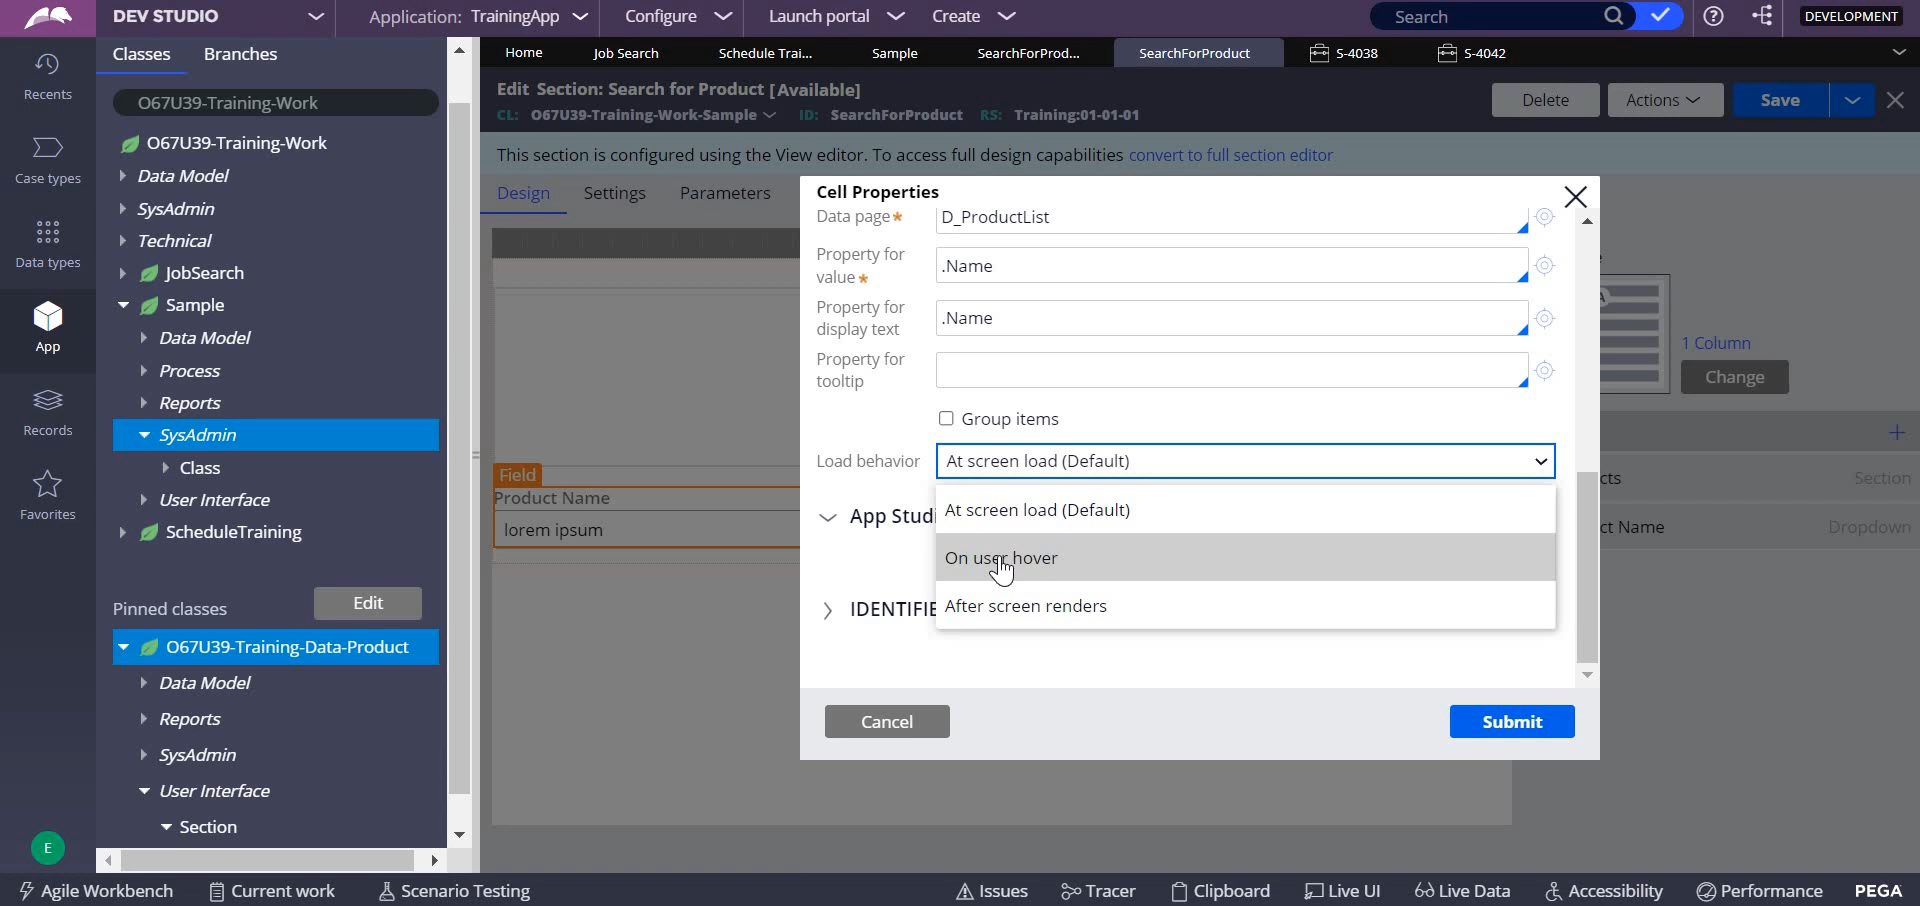 DEV STUDIO
Application: TrainingApp
Configure
Launch portal
Create
Search
DEVELOPMENT
Recents
Case types
Data types
App
Records
Favorites
E
Classes
Branches
O67U39-Training-Work
O67U39-Training-Work
Data Model
SysAdmin
Technical
JobSearch
Sample
Data Model
Process
Reports
SysAdmin
Class
User Interface
ScheduleTraining
Pinned classes
Edit
O67U39-Training-Data-Product
Data Model
Reports
SysAdmin
User Interface
Section
Home
Job Search
Schedule Trai...
Sample
SearchForProd...
SearchForProduct
S-4038
S-4042
Edit Section: Search for Product [Available]
CL: O67U39-Training-Work-Sample ID: SearchForProduct RS: Training:01-01-01
Delete
Actions
Save
This section is configured using the View editor. To access full design capabilities convert to full section editor
Design
Settings
Parameters
Field
Product Name
lorem ipsum
Cell Properties
Data page*
D_ProductList
Property for
value*
.Name
Property for
display text
.Name
Property for
tooltip
Group items
Load behavior
At screen load (Default)
At screen load (Default)
On user hover
After screen renders
App Studi
IDENTIFIE
Cancel
Submit
A
1 Column
Change
cts
Section
ct Name
Dropdown
Agile Workbench
Current work
Scenario Testing
Issues
Tracer
Clipboard
Live UI
Live Data
Accessibility
Performance
PEGA